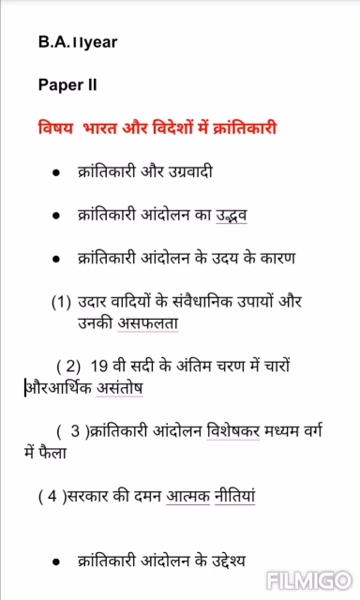 B.A.IIyear
Paper II
विषय भारत और विदेशों में क्रांतिकारी
• क्रांतिकारी और उग्रवादी
• क्रांतिकारी आंदोलन का उद्भव
• क्रांतिकारी आंदोलन के उदय के कारण
(1) उदार वादियों के संवैधानिक उपायों और
उनकी असफलता
( 2) 19 वी सदी के अंतिम चरण में चारों
औरआर्थिक असंतोष
( 3 )क्रांतिकारी आंदोलन विशेषकर मध्यम वर्ग
में फैला
( 4 )सरकार की दमन आत्मक नीतियां
• क्रांतिकारी आंदोलन के उद्देश्य
FILMIGO